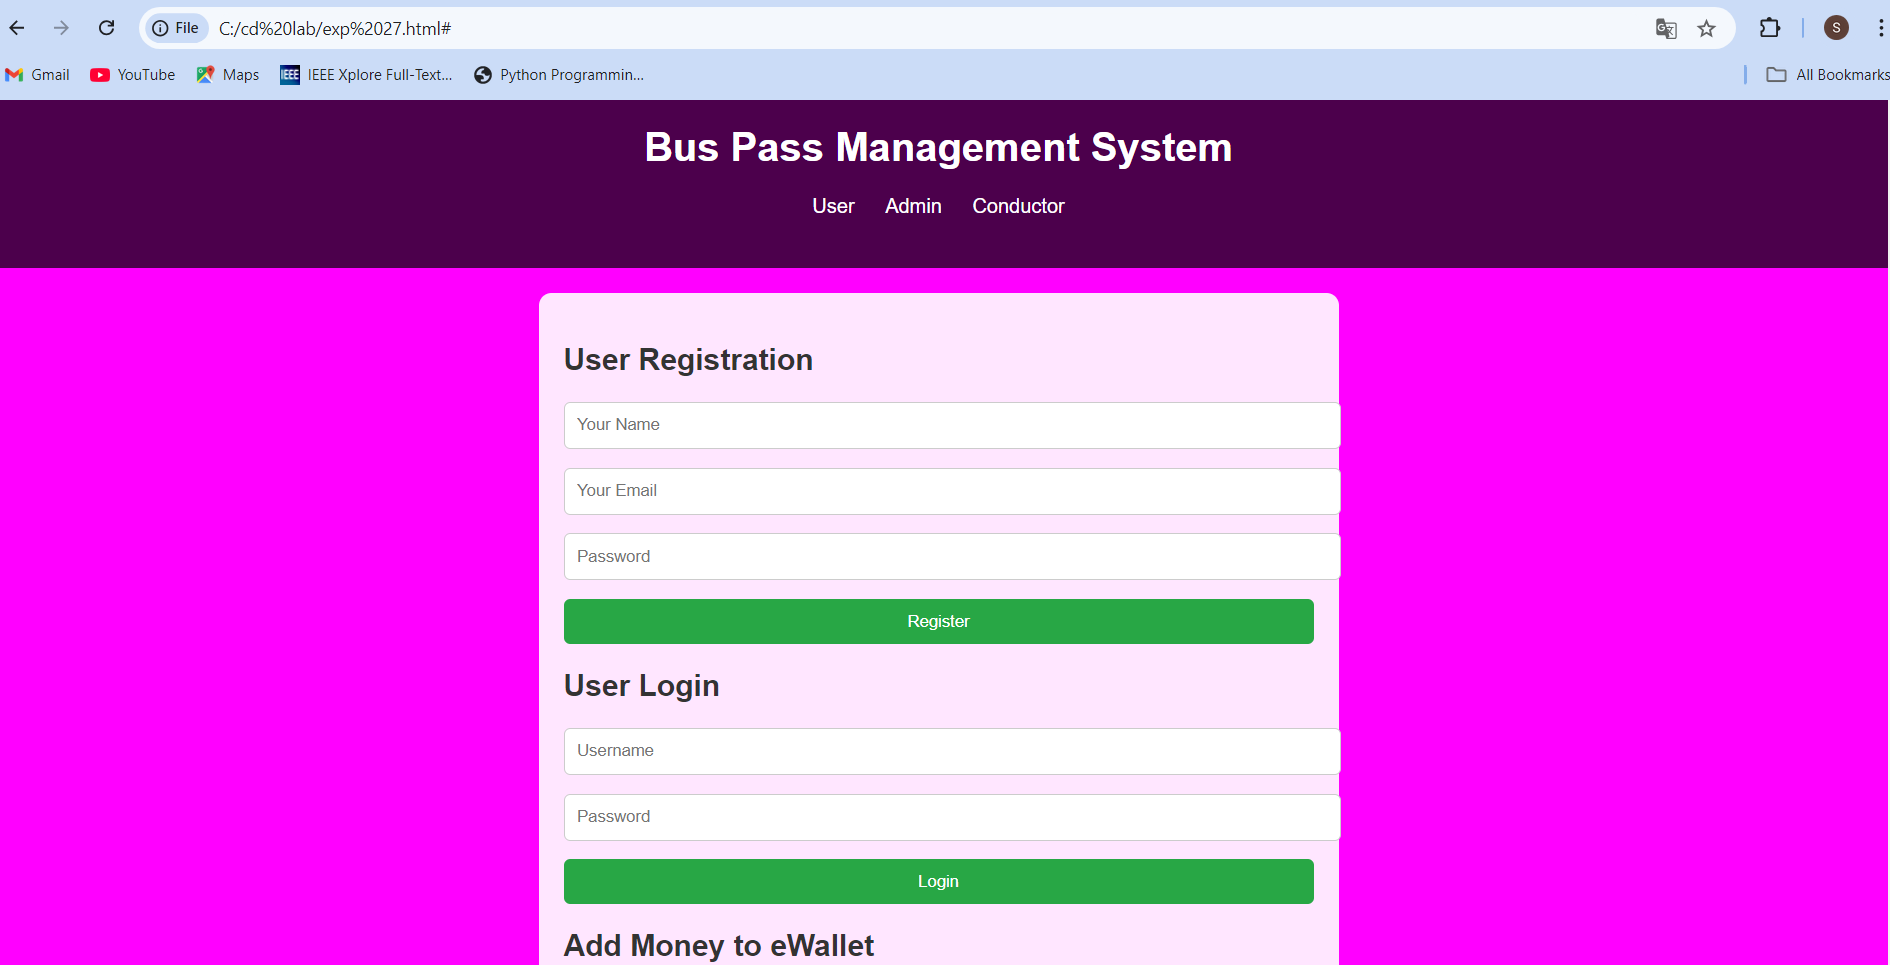 File C:/cd%20lab/exp%2027.html# S
Gmail YouTube Maps IEEE IEEE Xplore Full-Text... Python Programmin... All Bookmarks
Bus Pass Management System
User Admin Conductor
User Registration
Your Name
Your Email
Password
Register
User Login
Username
Password
Login
Add Money to eWallet